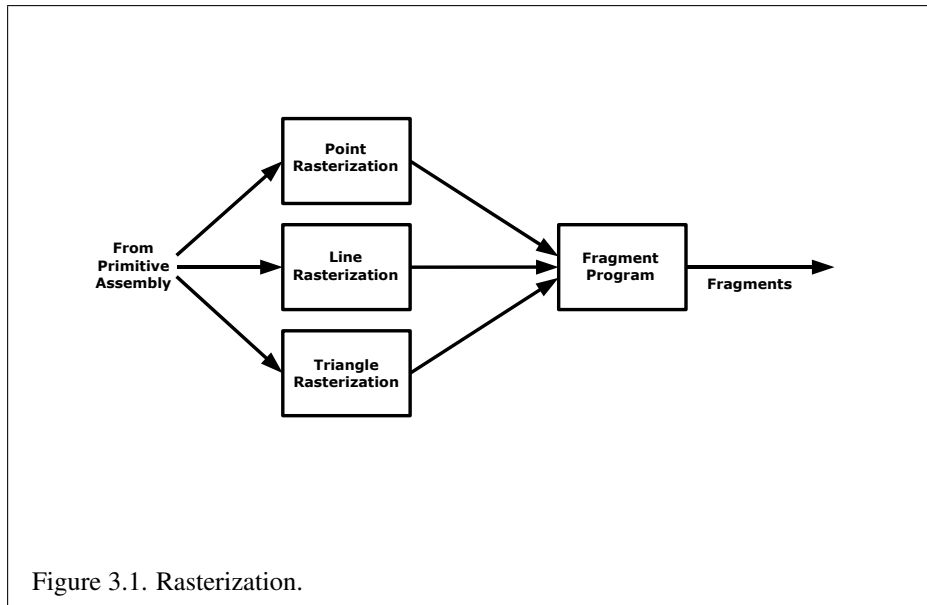 Point
Rasterization
From
Primitive
Assembly
Line
Rasterization
Fragment
Program
Fragments
Triangle
Rasterization
Figure 3.1. Rasterization.